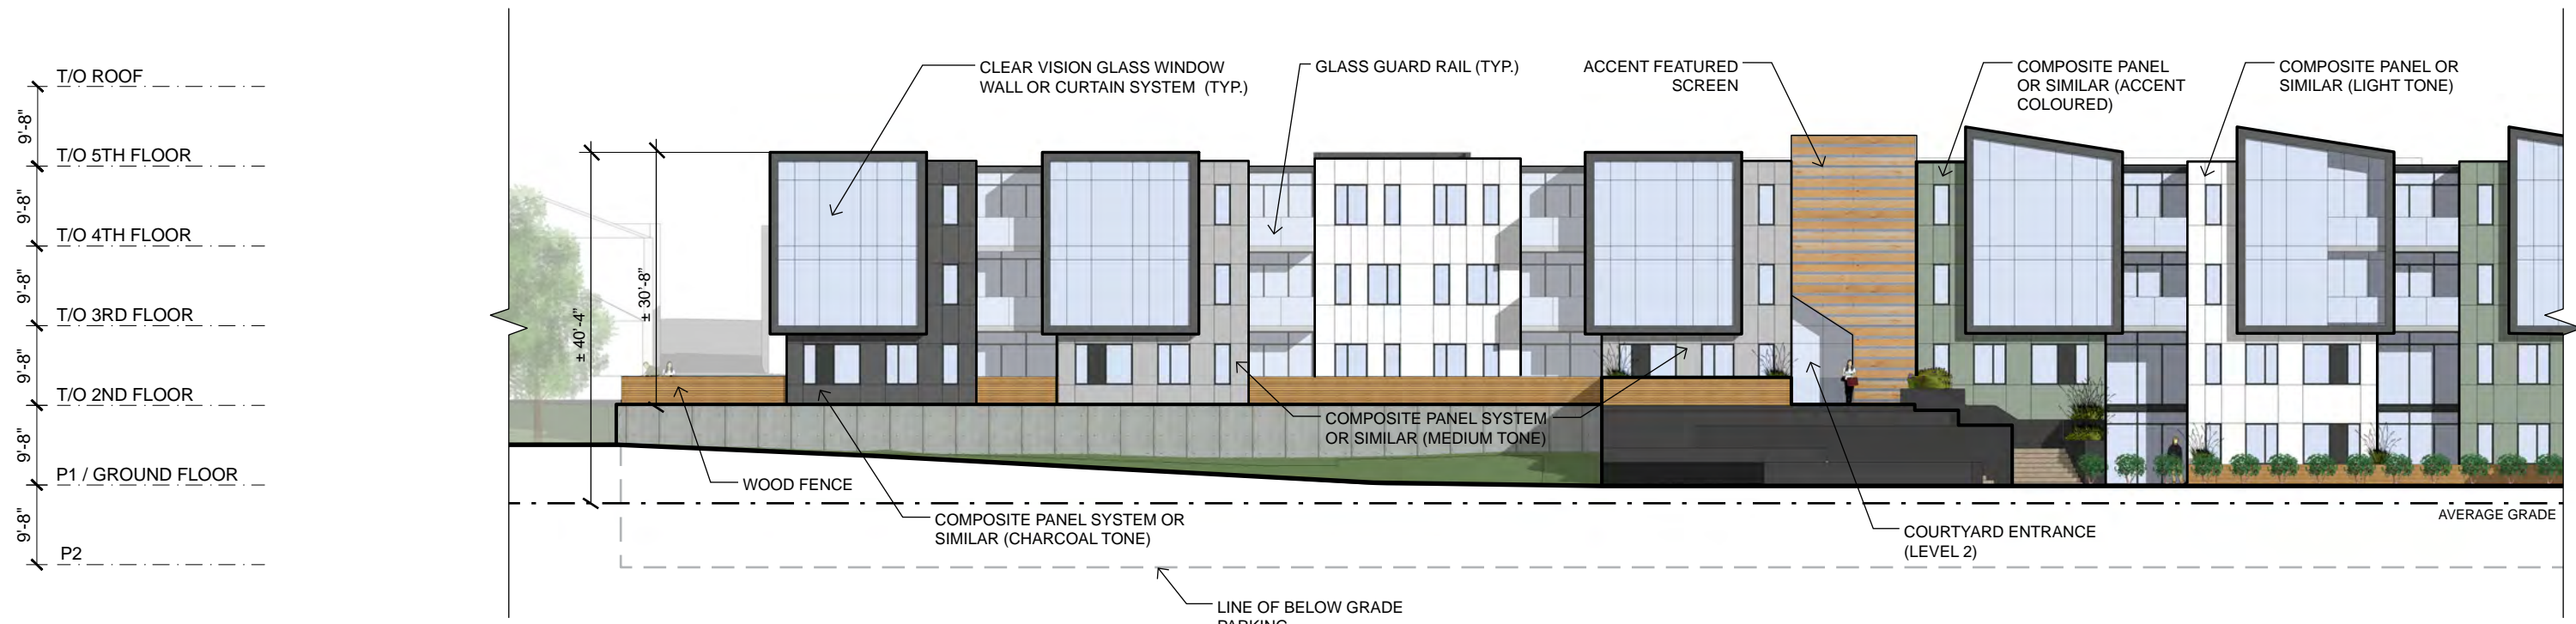 T/O ROOF
9'-8"
T/O 5TH FLOOR
9'-8"
T/O 4TH FLOOR
9'-8"
T/O 3RD FLOOR
9'-8"
T/O 2ND FLOOR
9'-8"
P1 / GROUND FLOOR
9'-8"
P2
± 40'-4"
± 30'-8"
CLEAR VISION GLASS WINDOW
WALL OR CURTAIN SYSTEM (TYP.)
GLASS GUARD RAIL (TYP.)
ACCENT FEATURED
SCREEN
COMPOSITE PANEL
OR SIMILAR (ACCENT
COLOURED)
COMPOSITE PANEL OR
SIMILAR (LIGHT TONE)
COMPOSITE PANEL SYSTEM
OR SIMILAR (MEDIUM TONE)
WOOD FENCE
COMPOSITE PANEL SYSTEM OR
SIMILAR (CHARCOAL TONE)
COURTYARD ENTRANCE
(LEVEL 2)
AVERAGE GRADE
LINE OF BELOW GRADE
PARKING